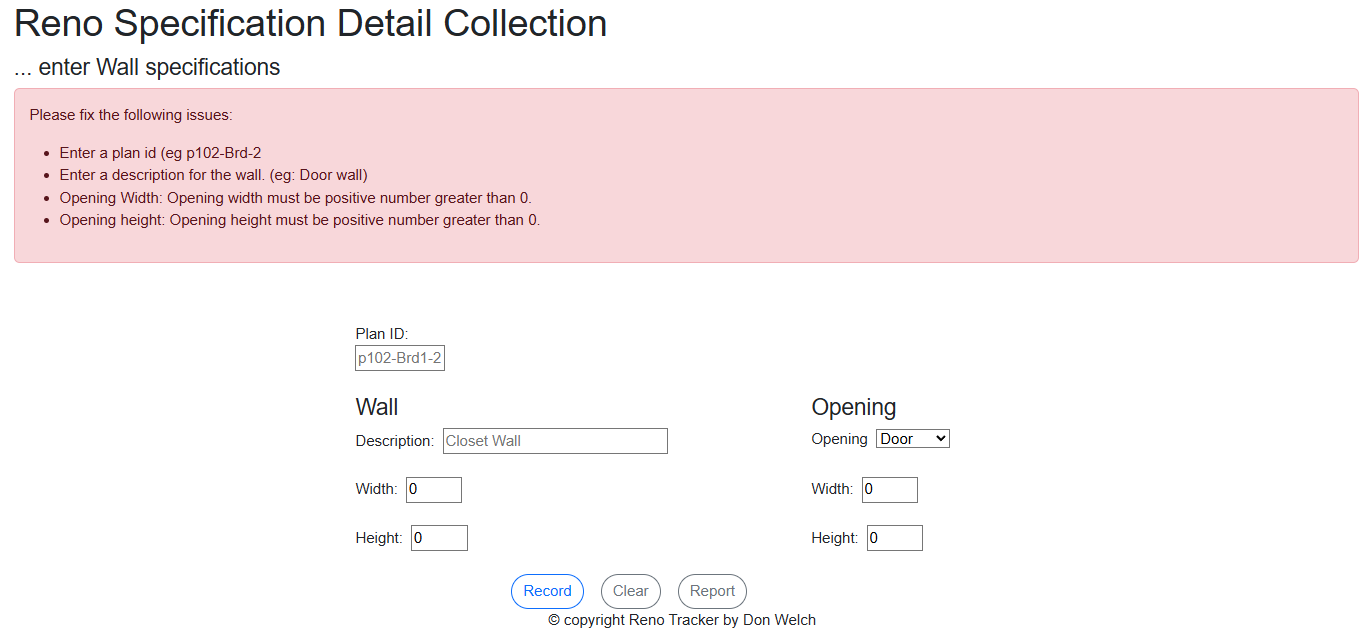 Reno Specification Detail Collection
... enter Wall specifications
Please fix the following issues:
Enter a plan id (eg p102-Brd-2
Enter a description for the wall. (eg: Door wall)
Opening Width: Opening width must be positive number greater than 0.
Opening height: Opening height must be positive number greater than 0.
Plan ID:
p102-Brd1-2
Wall
Description: Closet Wall
Width: 0
Height: 0
Opening
Opening Door
Width: 0
Height: 0
Record Clear Report
© copyright Reno Tracker by Don Welch